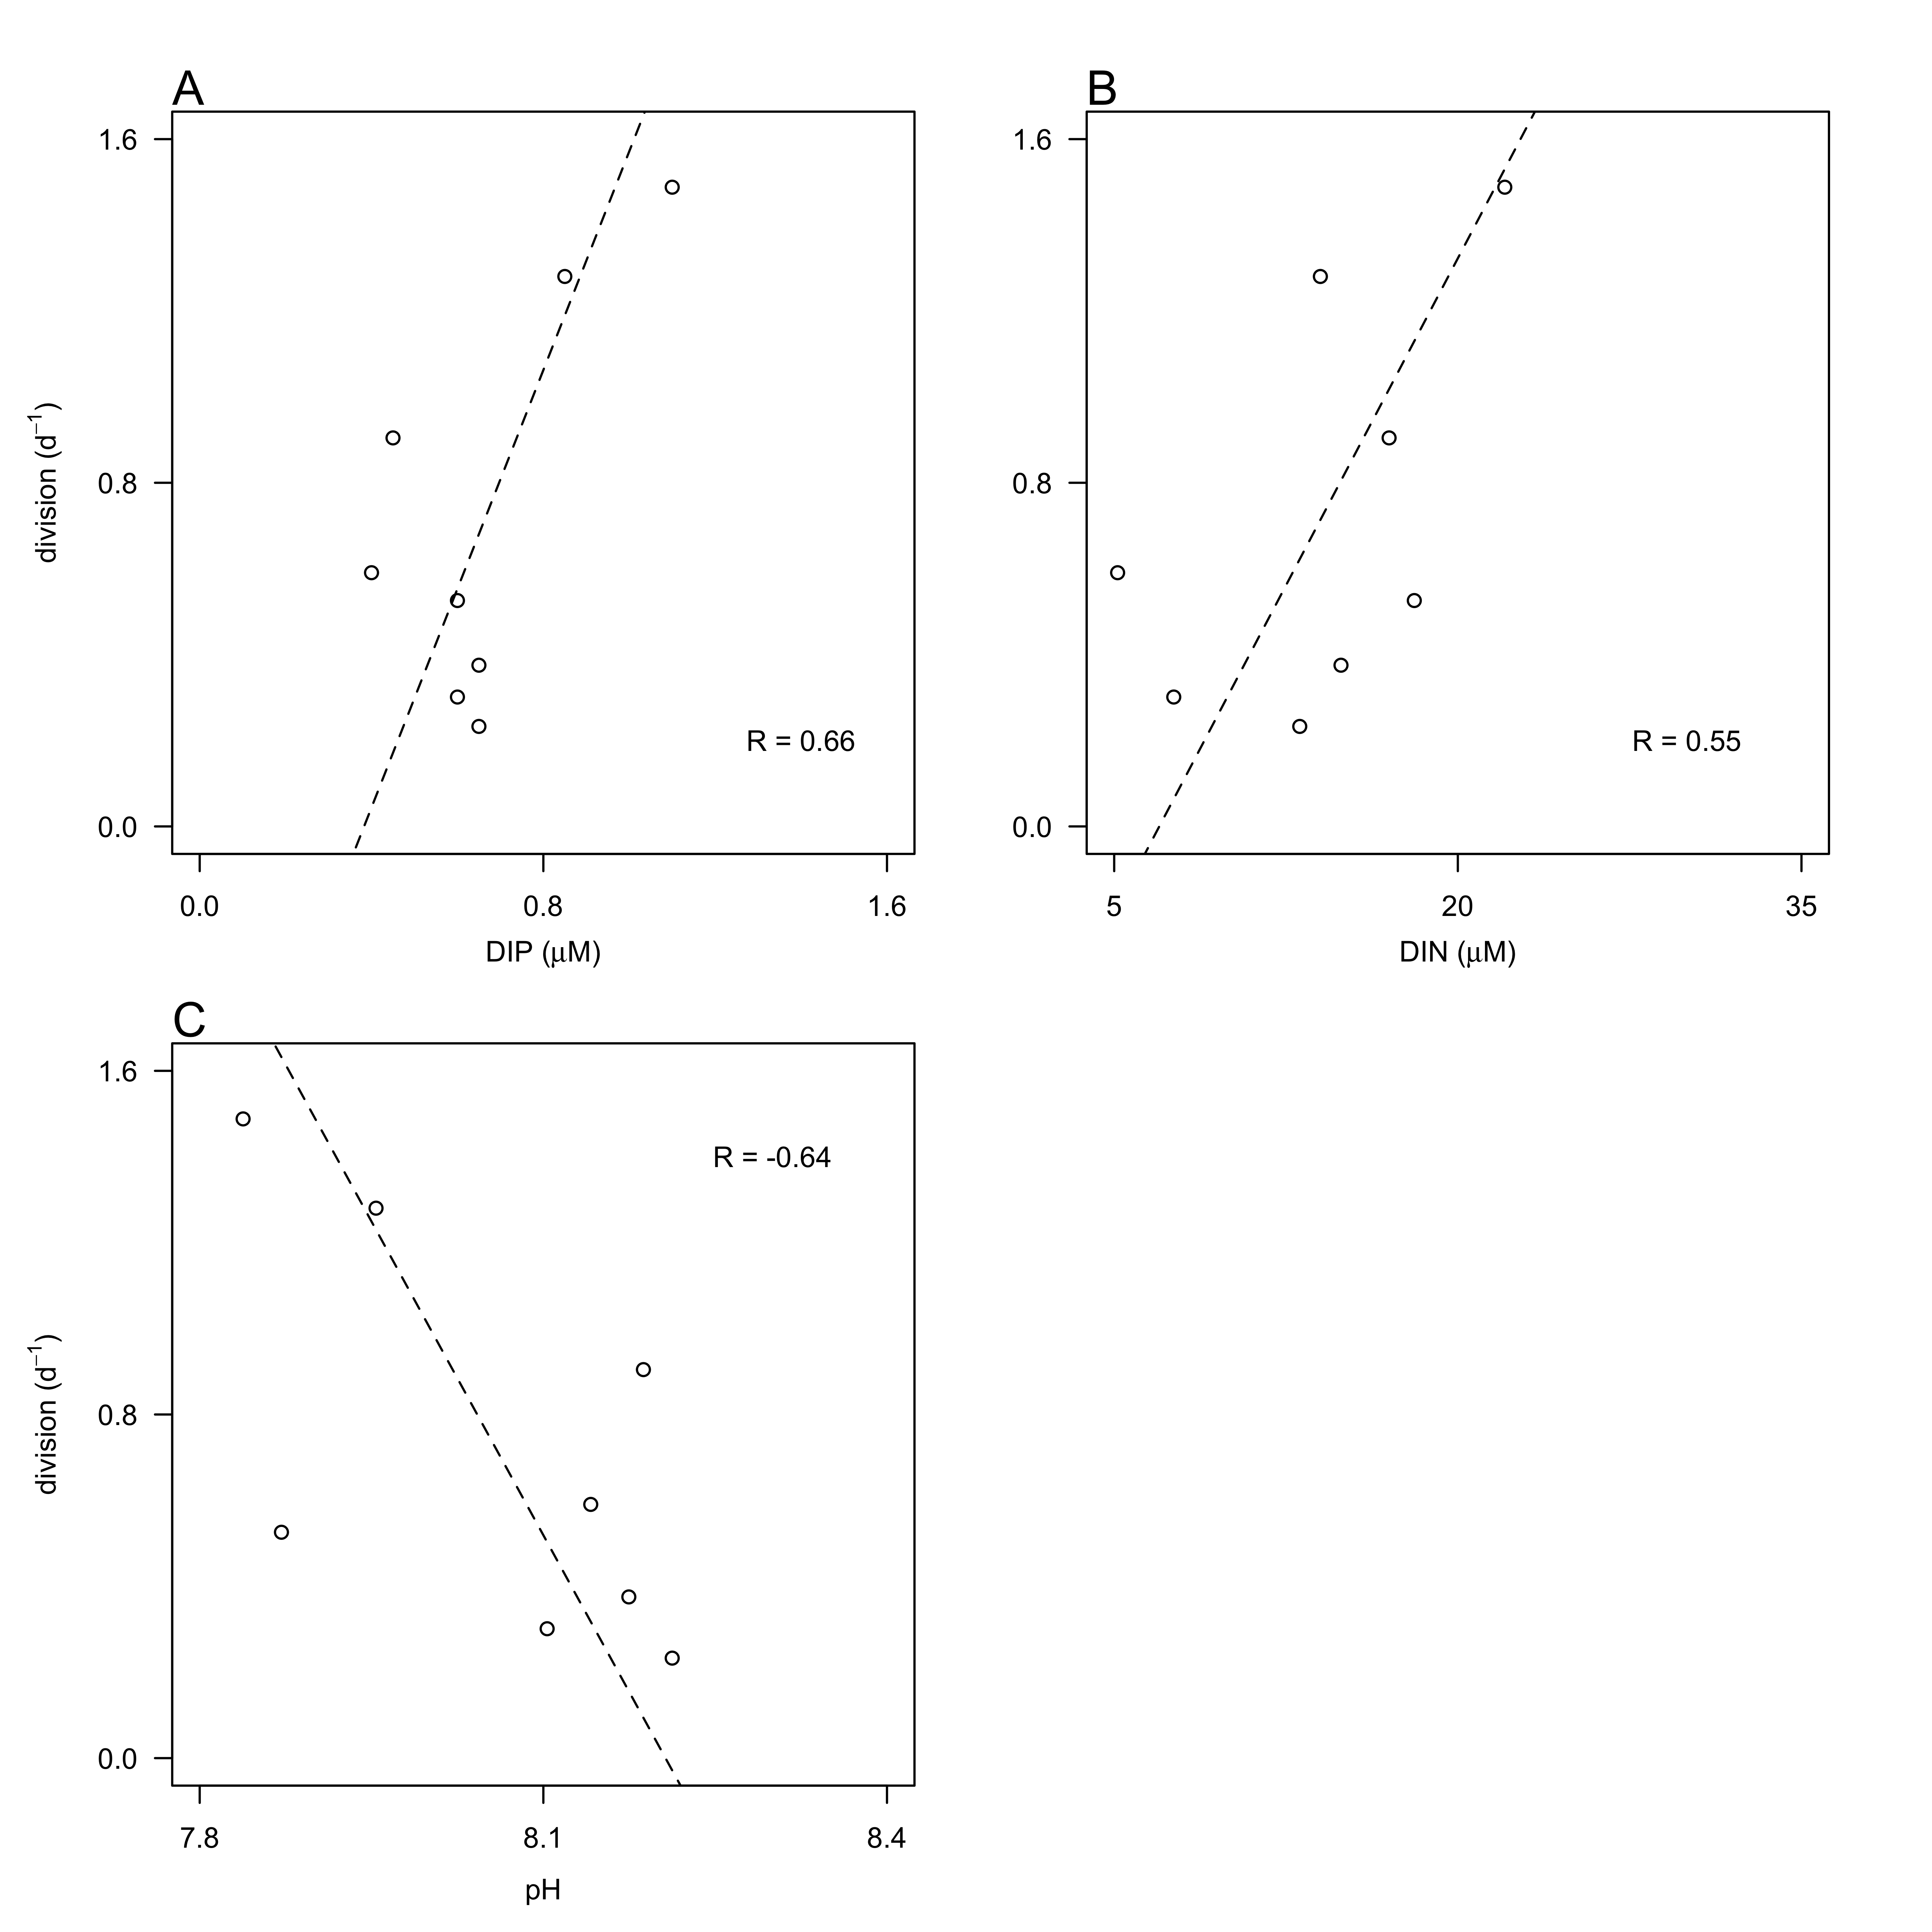 A
1.6
0.8
0.0
division (d⁻¹)
R = 0.66
0.0 0.8 1.6
DIP (μM)
B
1.6
0.8
0.0
R = 0.55
5 20 35
DIN (μM)
C
1.6
0.8
0.0
division (d⁻¹)
R = -0.64
7.8 8.1 8.4
pH